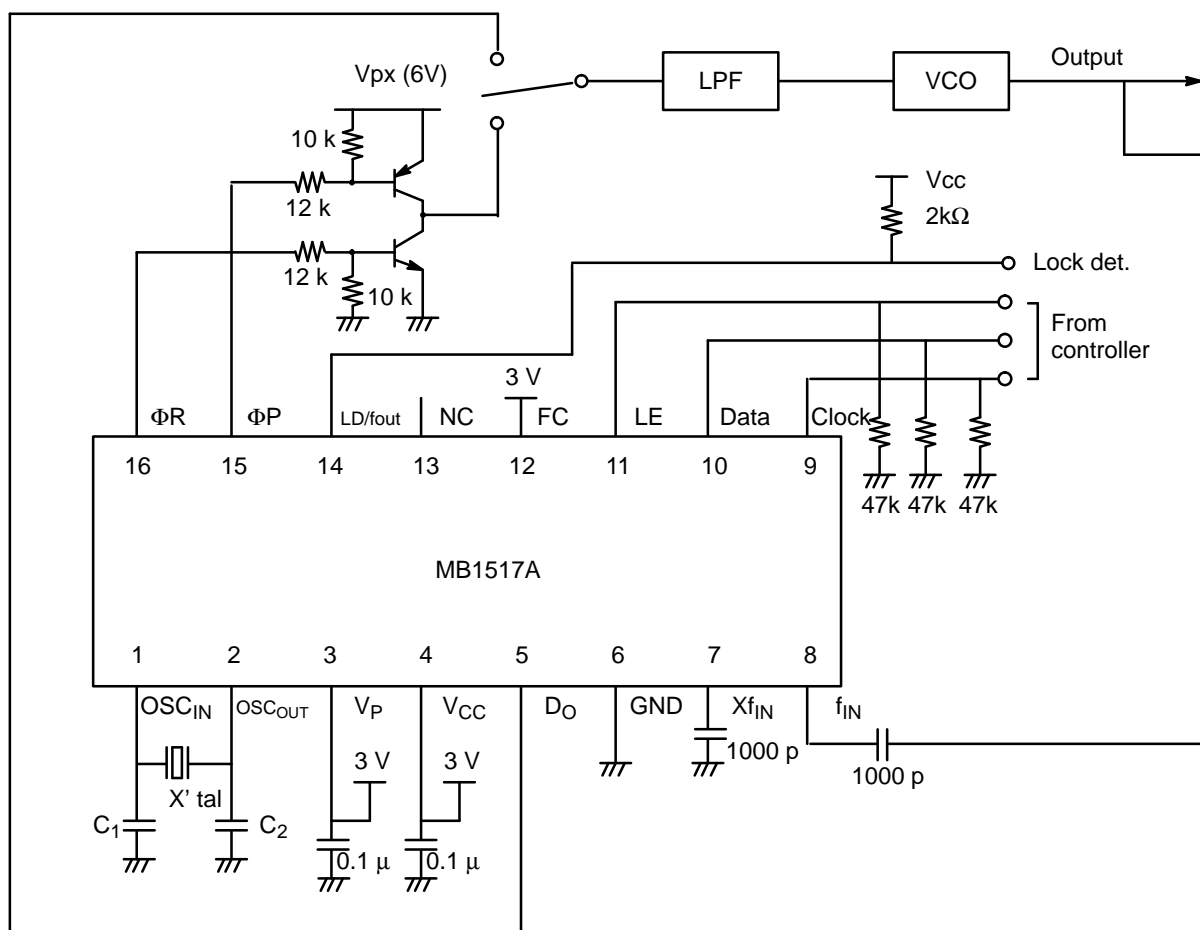 Output
Vpx (6V)
LPF
VCO
10 k
12 k
Vcc
2kΩ
12 k
10 k
Lock det.
From
controller
3 V
ΦR
ΦP
LD/fout
NC
FC
LE
Data
Clock
16
15
14
13
12
11
10
9
47k
47k
47k
MB1517A
1
2
3
4
5
6
7
8
OSCIN
OSCOUT
VP
VCC
DO
GND
XfIN
fIN
3 V
3 V
1000 p
1000 p
X' tal
C1
C2
0.1 μ
0.1 μ